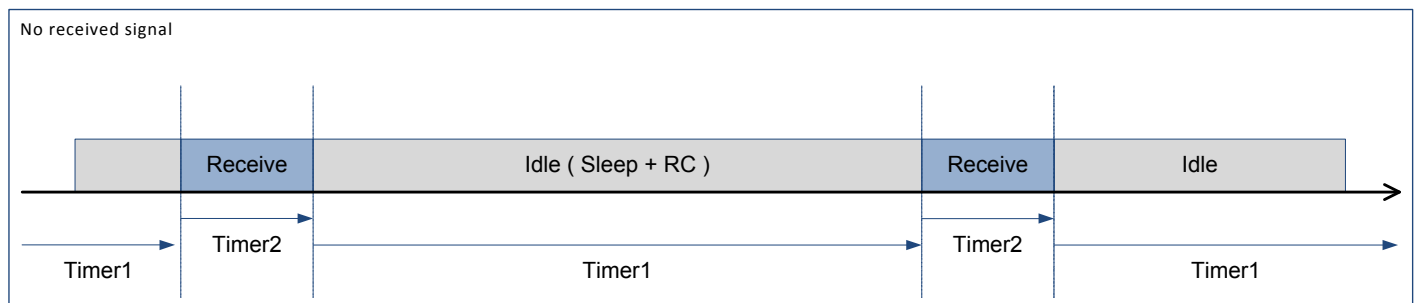 No received signal
Receive
Idle ( Sleep + RC )
Receive
Idle
Timer2
Timer2
Timer1
Timer1
Timer1